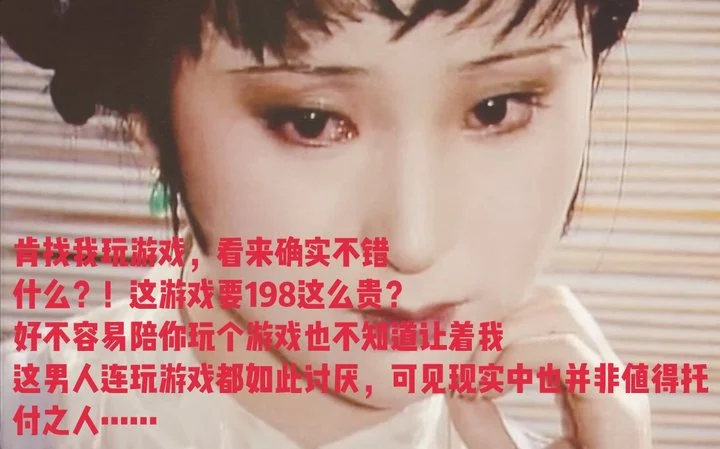 肯找我玩游戏，看来确实不错
什么？！这游戏要198这么贵？
好不容易陪你玩个游戏也不知道让着我
这男人连玩游戏都如此讨厌，可见现实中也并非值得托
付之人……